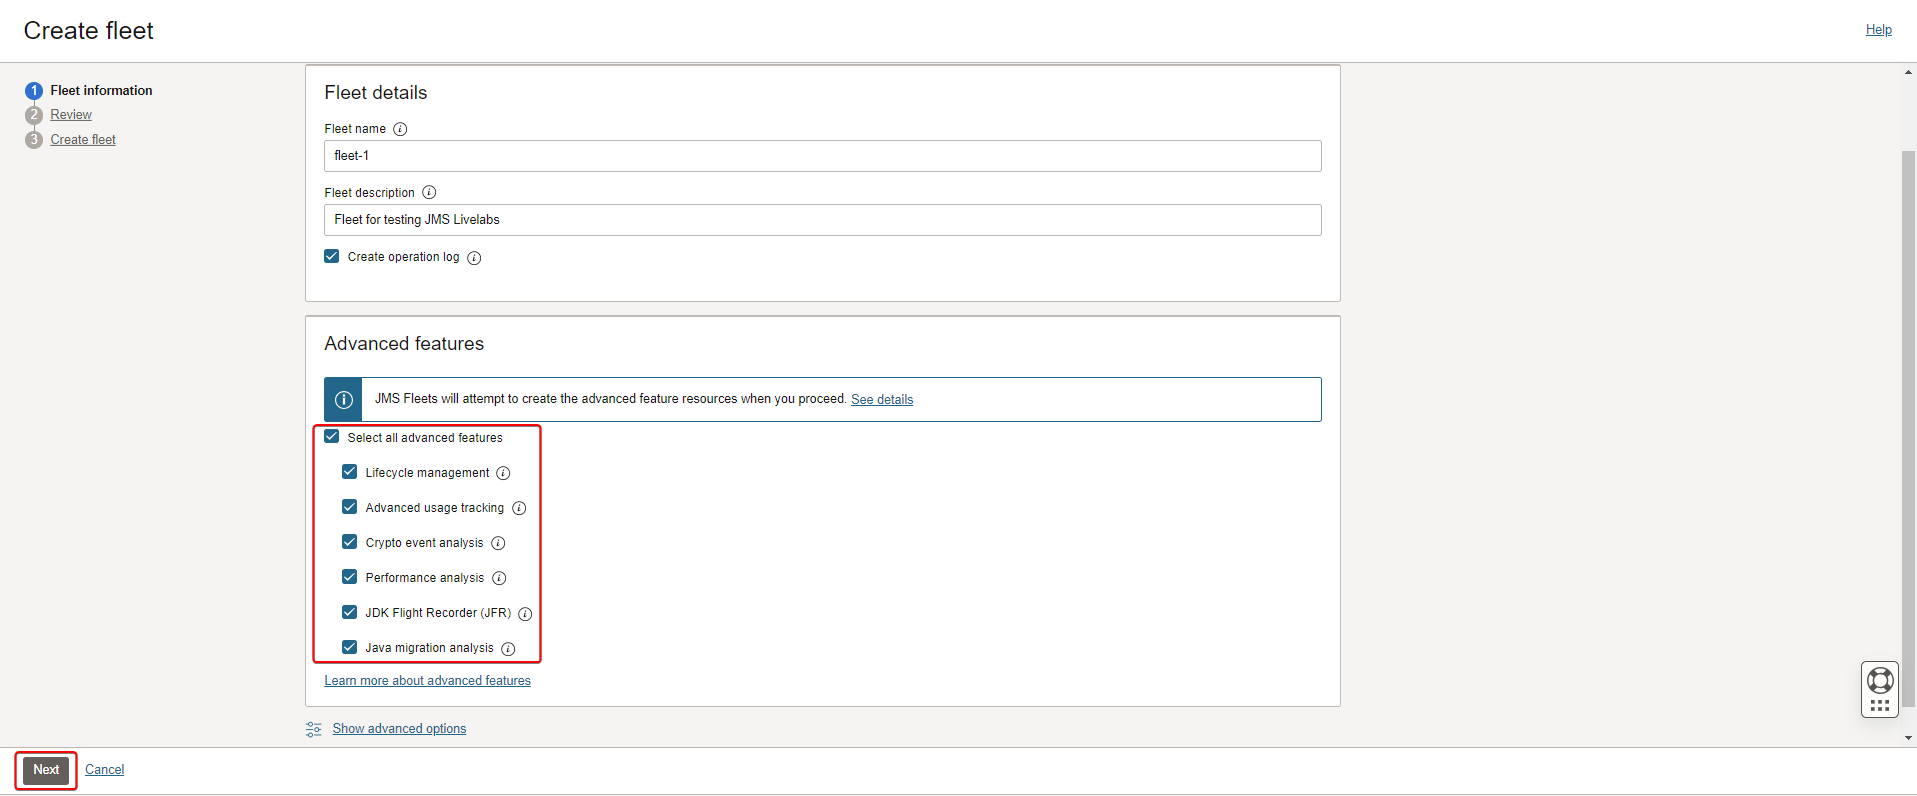 Create fleet
Help
1 Fleet information
2 Review
3 Create fleet
Fleet details
Fleet name i
fleet-1
Fleet description i
Fleet for testing JMS Livelabs
Create operation log i
Advanced features
i JMS Fleets will attempt to create the advanced feature resources when you proceed. See details
Select all advanced features
Lifecycle management i
Advanced usage tracking i
Crypto event analysis i
Performance analysis i
JDK Flight Recorder (JFR) i
Java migration analysis i
Learn more about advanced features
Show advanced options
Next Cancel